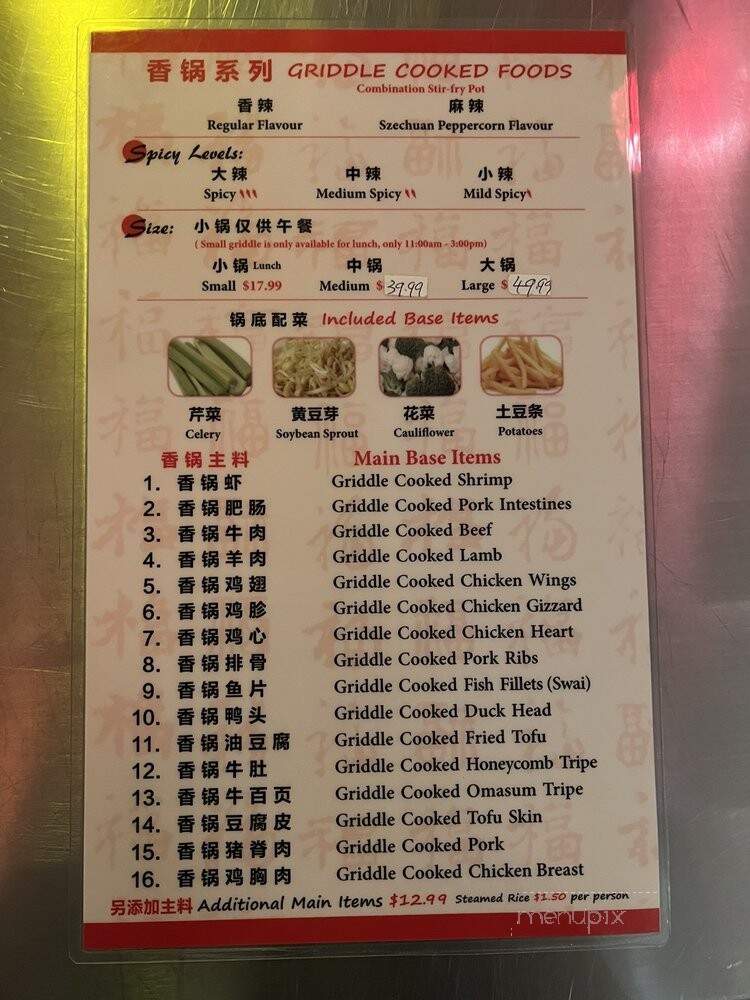 香锅系列 GRIDDLE COOKED FOODS
Combination Stir-fry Pot
香辣 麻辣
Regular Flavour Szechuan Peppercorn Flavour
Spicy Levels:
大辣 中辣 小辣
Spicy Medium Spicy Mild Spicy
Size: 小锅仅供午餐
( Small griddle is only available for lunch, only 11:00am - 3:00pm)
小锅 Lunch 中锅 大锅
Small $17.99 Medium $39.99 Large $49.99
锅底配菜 Included Base Items
芹菜 黄豆芽 花菜 土豆条
Celery Soybean Sprout Cauliflower Potatoes
香锅主料 Main Base Items
1. 香锅虾 Griddle Cooked Shrimp
2. 香锅肥肠 Griddle Cooked Pork Intestines
3. 香锅牛肉 Griddle Cooked Beef
4. 香锅羊肉 Griddle Cooked Lamb
5. 香锅鸡翅 Griddle Cooked Chicken Wings
6. 香锅鸡胗 Griddle Cooked Chicken Gizzard
7. 香锅鸡心 Griddle Cooked Chicken Heart
8. 香锅排骨 Griddle Cooked Pork Ribs
9. 香锅鱼片 Griddle Cooked Fish Fillets (Swai)
10. 香锅鸭头 Griddle Cooked Duck Head
11. 香锅油豆腐 Griddle Cooked Fried Tofu
12. 香锅牛肚 Griddle Cooked Honeycomb Tripe
13. 香锅牛百页 Griddle Cooked Omasum Tripe
14. 香锅豆腐皮 Griddle Cooked Tofu Skin
15. 香锅猪脊肉 Griddle Cooked Pork
16. 香锅鸡胸肉 Griddle Cooked Chicken Breast
另添加主料 Additional Main Items $12.99 Steamed Rice $1.50 per person
menupix